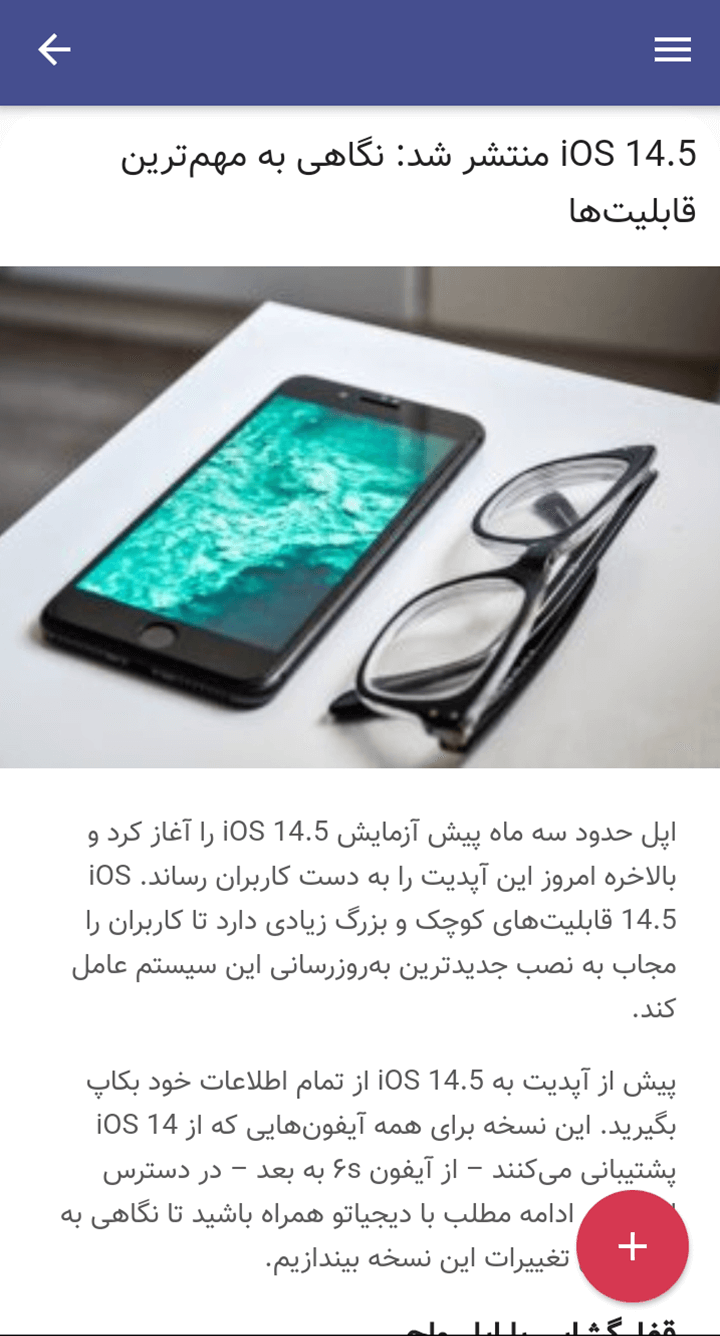 iOS 14.5 منتشر شد: نگاهی به مهم‌ترین
قابلیت‌ها
اپل حدود سه ماه پیش آزمایش iOS 14.5 را آغاز کرد و
بالاخره امروز این آپدیت را به دست کاربران رساند. iOS
14.5 قابلیت‌های کوچک و بزرگ زیادی دارد تا کاربران را
مجاب به نصب جدیدترین به‌روزرسانی این سیستم عامل
کند.
پیش از آپدیت به iOS 14.5 از تمام اطلاعات خود بکاپ
بگیرید. این نسخه برای همه آیفون‌هایی که از iOS 14
پشتیبانی می‌کنند – از آیفون ۶s به بعد – در دسترس
ادامه مطلب با دیجیاتو همراه باشید تا نگاهی به
تغییرات این نسخه بیندازیم.